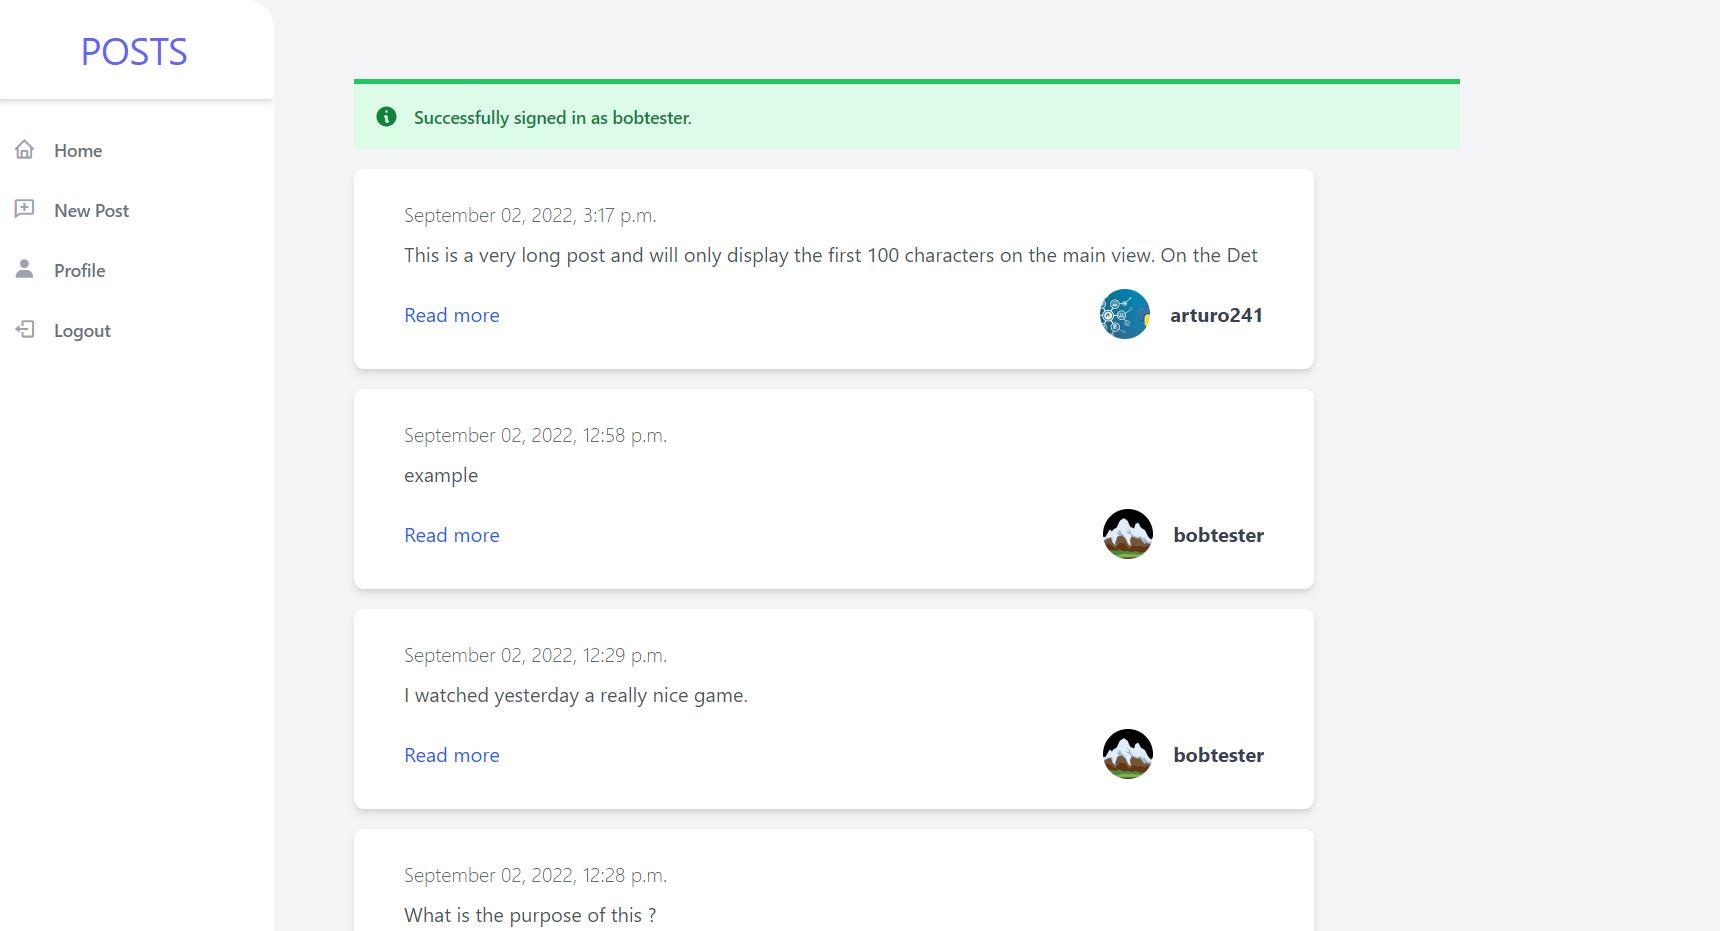 POSTS
Home
New Post
Profile
Logout
Successfully signed in as bobtester.
September 02, 2022, 3:17 p.m.
This is a very long post and will only display the first 100 characters on the main view. On the Det
Read more
arturo241
September 02, 2022, 12:58 p.m.
example
Read more
bobtester
September 02, 2022, 12:29 p.m.
I watched yesterday a really nice game.
Read more
bobtester
September 02, 2022, 12:28 p.m.
What is the purpose of this ?